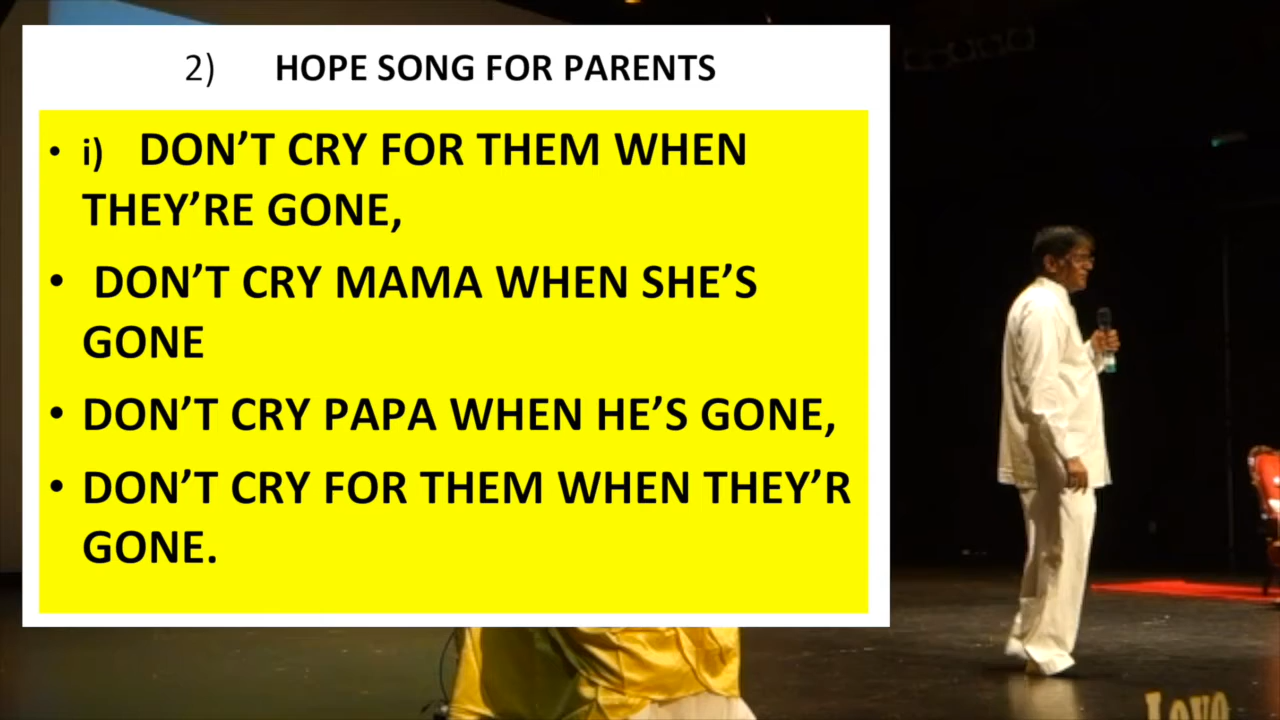 2) HOPE SONG FOR PARENTS
• i) DON'T CRY FOR THEM WHEN
THEY'RE GONE,
• DON'T CRY MAMA WHEN SHE'S
GONE
• DON'T CRY PAPA WHEN HE'S GONE,
• DON'T CRY FOR THEM WHEN THEY'R
GONE.
Love